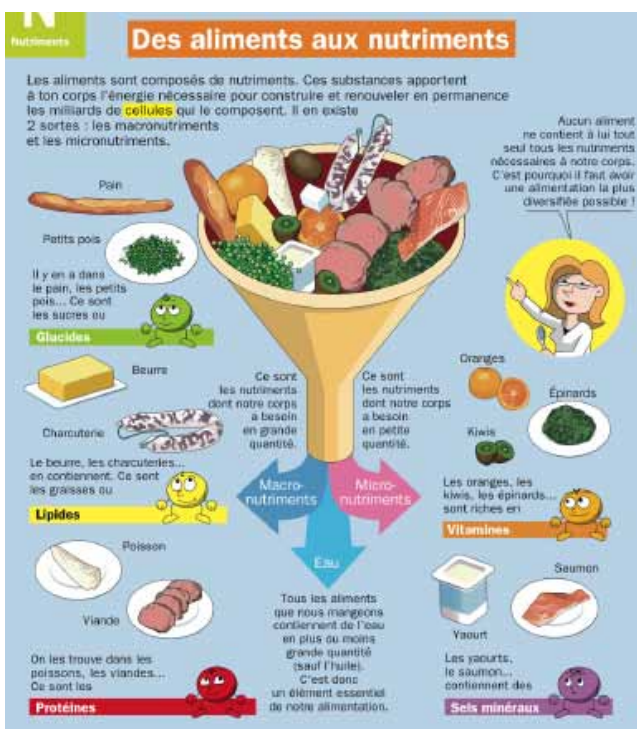 N
Nutriments
Des aliments aux nutriments
Les aliments sont composés de nutriments. Ces substances apportent
à ton corps l'énergie nécessaire pour construire et renouveler en permanence
les milliards de cellules qui le composent. Il en existe
2 sortes : les macronutriments
et les micronutriments.
Aucun aliment
ne contient à lui tout
seul tous les nutriments
nécessaires à notre corps.
C'est pourquoi il faut avoir
une alimentation la plus
diversifiée possible !
Pain
Petits pois
Il y en a dans
le pain, les petits
pois... Ce sont
les sucres ou
Glucides
Beurre
Charcuterie
Le beurre, les charcuteries...
en contiennent. Ce sont
les graisses ou
Lipides
Poisson
Viande
On les trouve dans les
poissons, les viandes...
Ce sont les
Protéines
Ce sont
les nutriments
dont notre corps
a besoin
en grande
quantité.
Macro-
nutriments
Ce sont
les nutriments
dont notre corps
a besoin
en petite
quantité.
Micro-
nutriments
Eau
Tous les aliments
que nous mangeons
contiennent de l'eau
en plus ou moins
grande quantité
(sauf l'huile).
C'est donc
un élément essentiel
de notre alimentation.
Oranges
Épinards
Kiwis
Les oranges, les
kiwis, les épinards...
sont riches en
Vitamines
Saumon
Yaourt
Les yaourts,
le saumon...
contiennent des
Sels minéraux